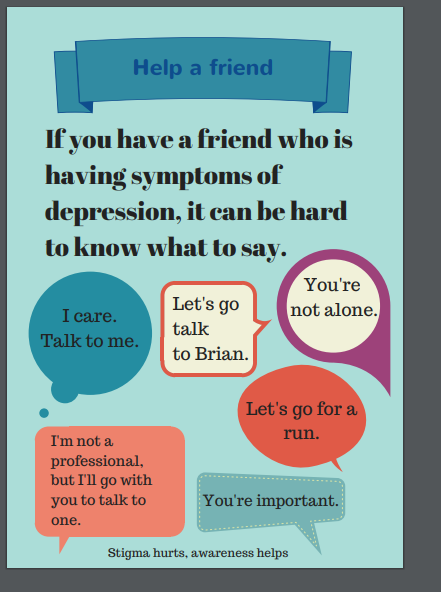 Help a friend
If you have a friend who is
having symptoms of
depression, it can be hard
to know what to say.
I care.
Talk to me.
Let's go
talk
to Brian.
You're
not alone.
Let's go for a
run.
I'm not a
professional,
but I'll go with
you to talk to
one.
You're important.
Stigma hurts, awareness helps